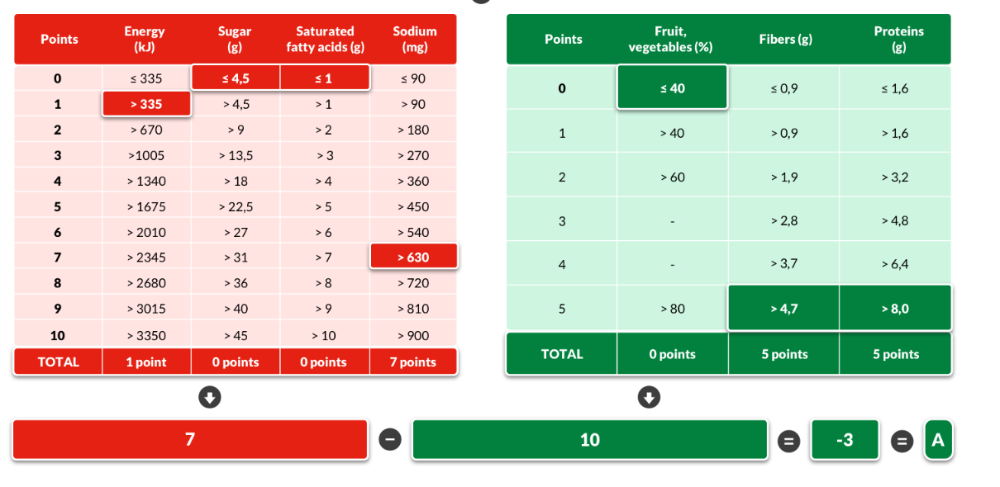 Points Energy (kJ) Sugar (g) Saturated fatty acids (g) Sodium (mg)
0 ≤ 335 ≤ 4,5 ≤ 1 ≤ 90
1 > 335 > 4,5 > 1 > 90
2 > 670 > 9 > 2 > 180
3 >1005 > 13,5 > 3 > 270
4 > 1340 > 18 > 4 > 360
5 > 1675 > 22,5 > 5 > 450
6 > 2010 > 27 > 6 > 540
7 > 2345 > 31 > 7 > 630
8 > 2680 > 36 > 8 > 720
9 > 3015 > 40 > 9 > 810
10 > 3350 > 45 > 10 > 900
TOTAL 1 point 0 points 0 points 7 points
Points Fruit, vegetables (%) Fibers (g) Proteins (g)
0 ≤ 40 ≤ 0,9 ≤ 1,6
1 > 40 > 0,9 > 1,6
2 > 60 > 1,9 > 3,2
3 - > 2,8 > 4,8
4 - > 3,7 > 6,4
5 > 80 > 4,7 > 8,0
TOTAL 0 points 5 points 5 points
7 − 10 = -3 = A